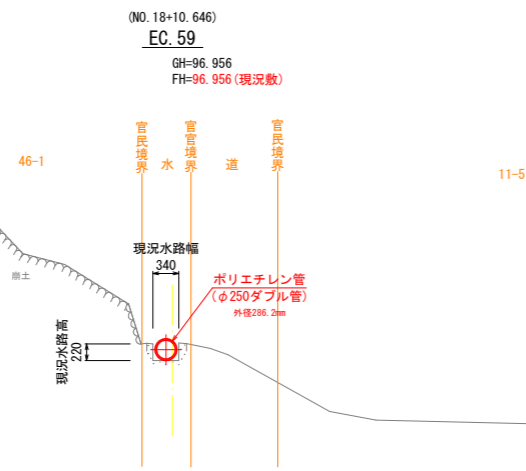 (NO.18+10.646)
EC.59
GH=96.956
FH=96.956(現況敷)
官民境界
官官境界
官民境界
46-1
水
道
11-5
現況水路幅
340
崩土
ポリエチレン管
(φ250ダブル管)
外径286.2mm
現況水路高
220